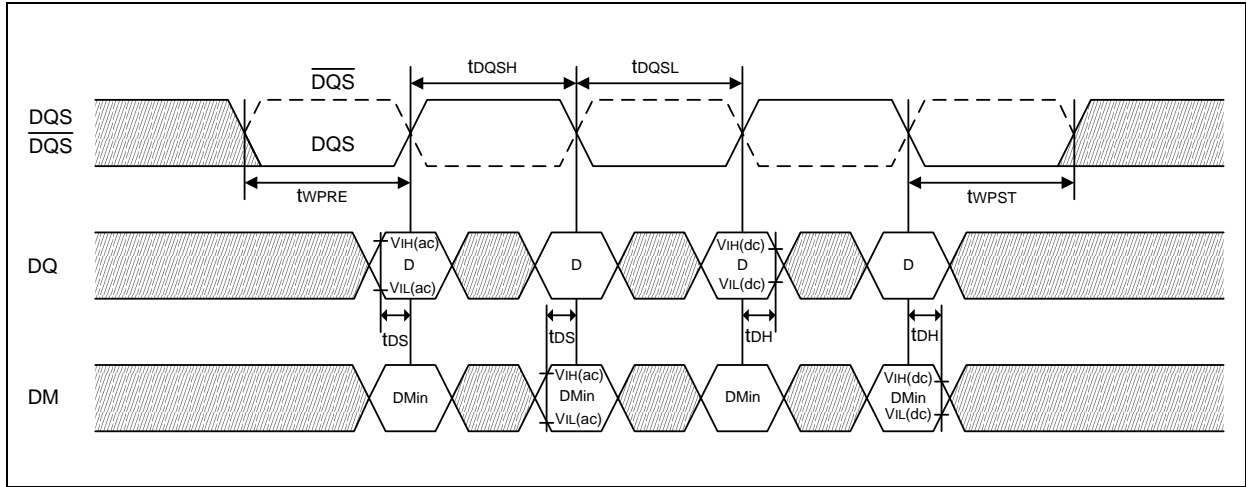 DQS tDQSH tDQSL
DQS
DQS DQS
tWPRE tWPST
DQ VIH(ac) D VIL(ac) D VIH(dc) D VIL(dc) D
tDS tDS tDH tDH
DM DMin VIH(ac) DMin VIL(ac) DMin VIH(dc) DMin VIL(dc)